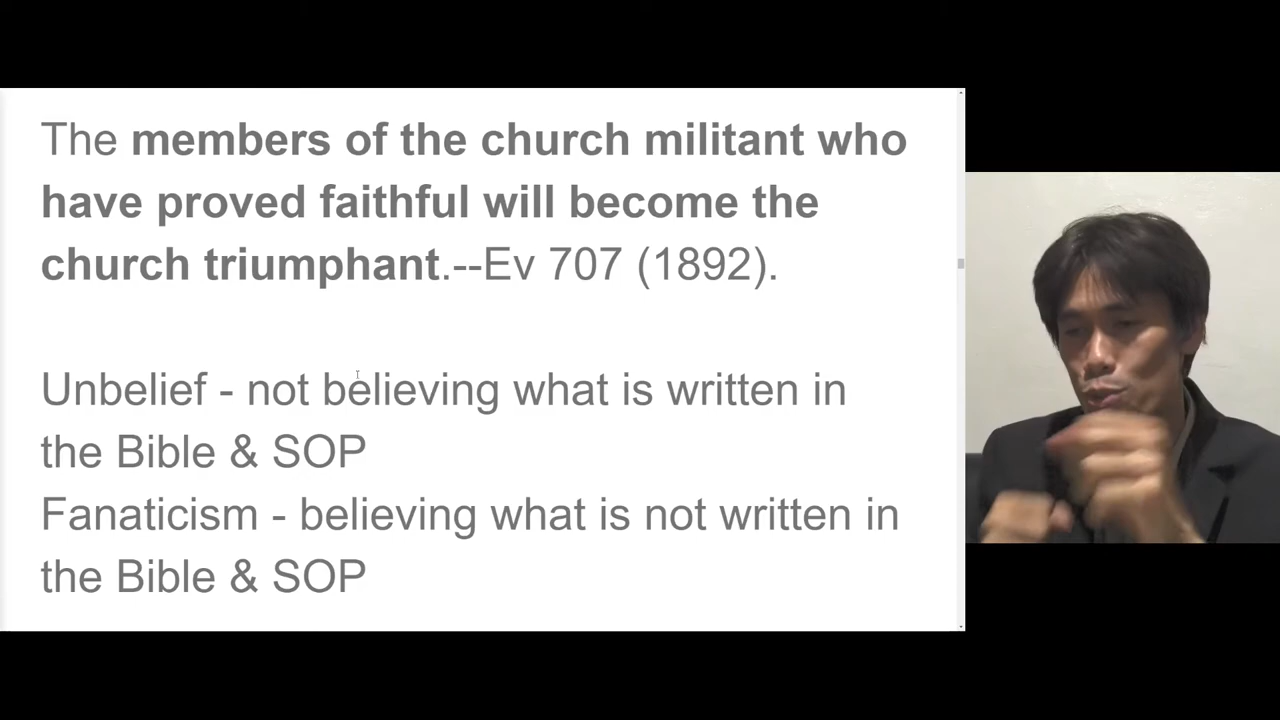 The members of the church militant who
have proved faithful will become the
church triumphant.--Ev 707 (1892).
Unbelief - not believing what is written in
the Bible & SOP
Fanaticism - believing what is not written in
the Bible & SOP